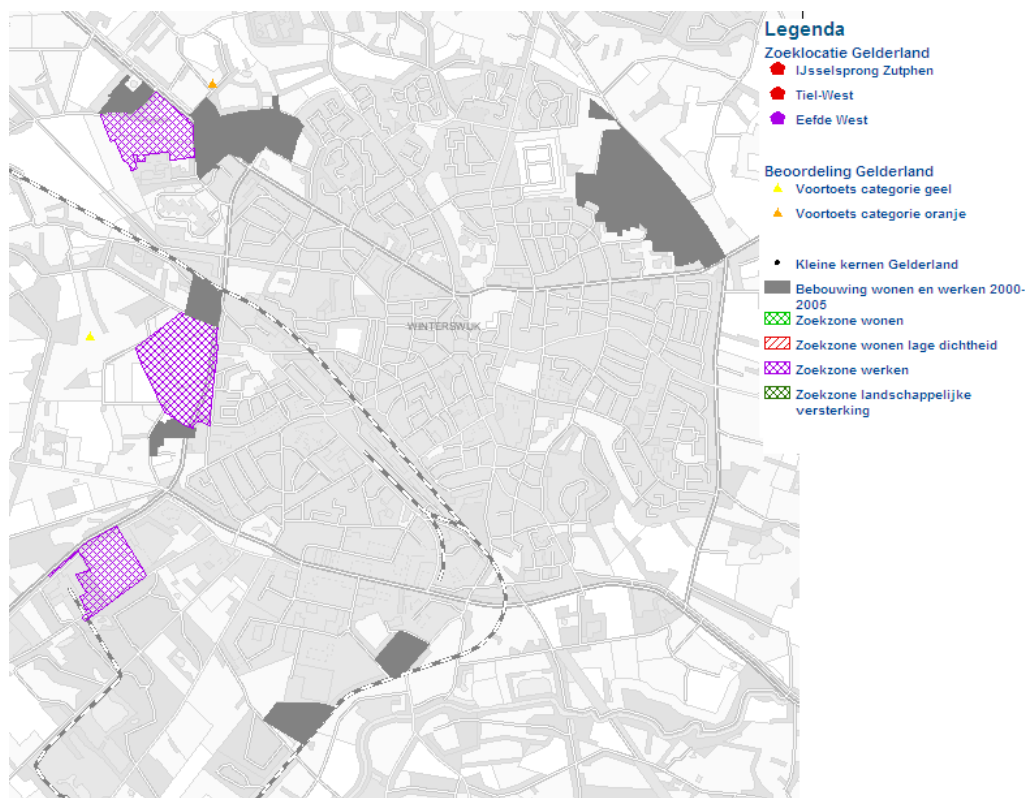 Legenda
Zoeklocatie Gelderland
IJsselsprong Zutphen
Tiel-West
Eefde West
Beoordeling Gelderland
Voortoets categorie geel
Voortoets categorie oranje
Kleine kernen Gelderland
Bebouwing wonen en werken 2000-
2005
Zoekzone wonen
Zoekzone wonen lage dichtheid
Zoekzone werken
Zoekzone landschappelijke
versterking
WINTERSWIJK